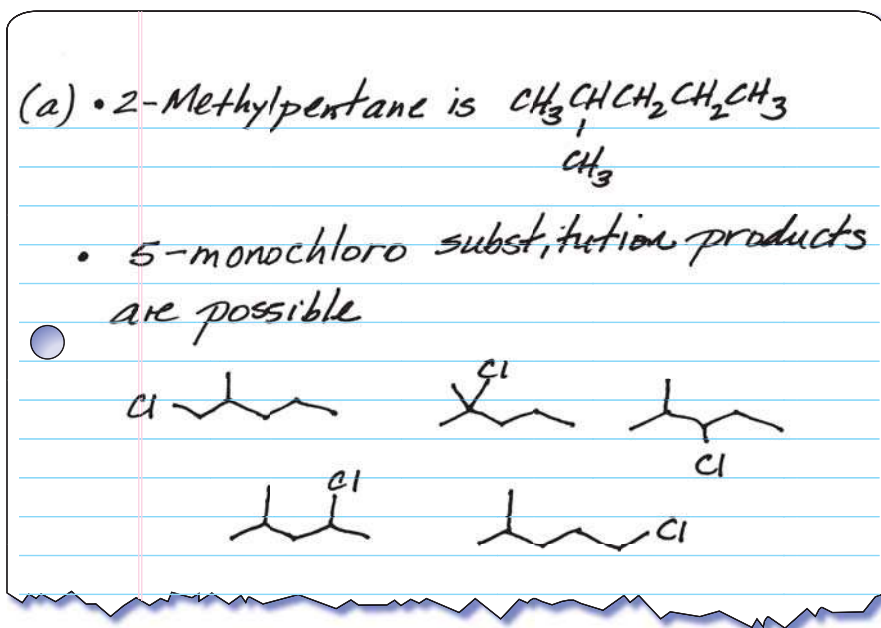 (a) • 2-Methylpentane is CH3CHCH2CH2CH3
CH3
• 5-monochloro substitution products
are possible
Cl
Cl
Cl
Cl
Cl